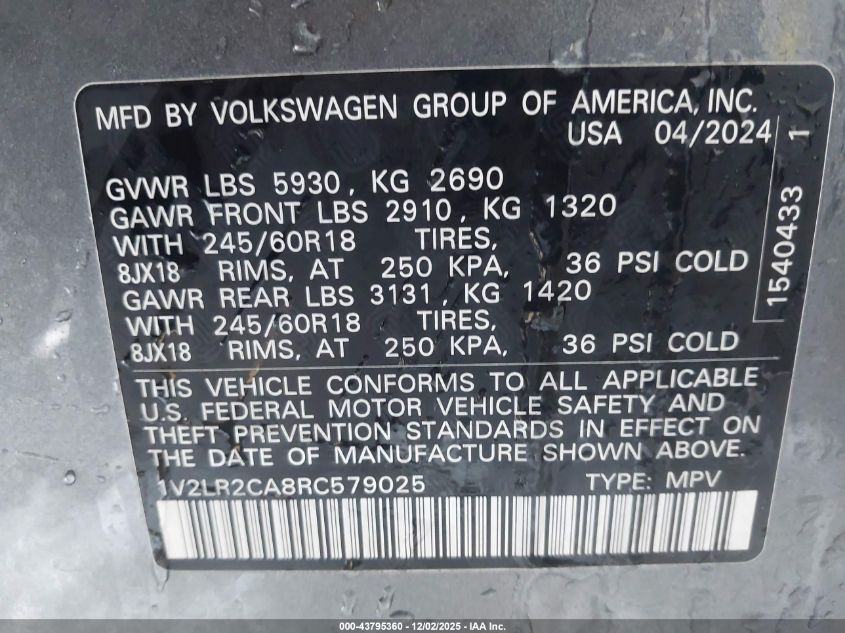 MFD BY VOLKSWAGEN GROUP OF AMERICA, INC.
USA 04/2024
GVWR LBS 5930, KG 2690
GAWR FRONT LBS 2910, KG 1320
WITH 245/60R18 TIRES,
8JX18 RIMS, AT 250 KPA, 36 PSI COLD
GAWR REAR LBS 3131, KG 1420
WITH 245/60R18 TIRES,
8JX18 RIMS, AT 250 KPA, 36 PSI COLD
1540433 1
THIS VEHICLE CONFORMS TO ALL APPLICABLE
U.S. FEDERAL MOTOR VEHICLE SAFETY AND
THEFT PREVENTION STANDARDS IN EFFECT ON
THE DATE OF MANUFACTURE SHOWN ABOVE.
1V2LR2CA8RC579025 TYPE: MPV
000-43795360 - 12/02/2025 - IAA Inc.